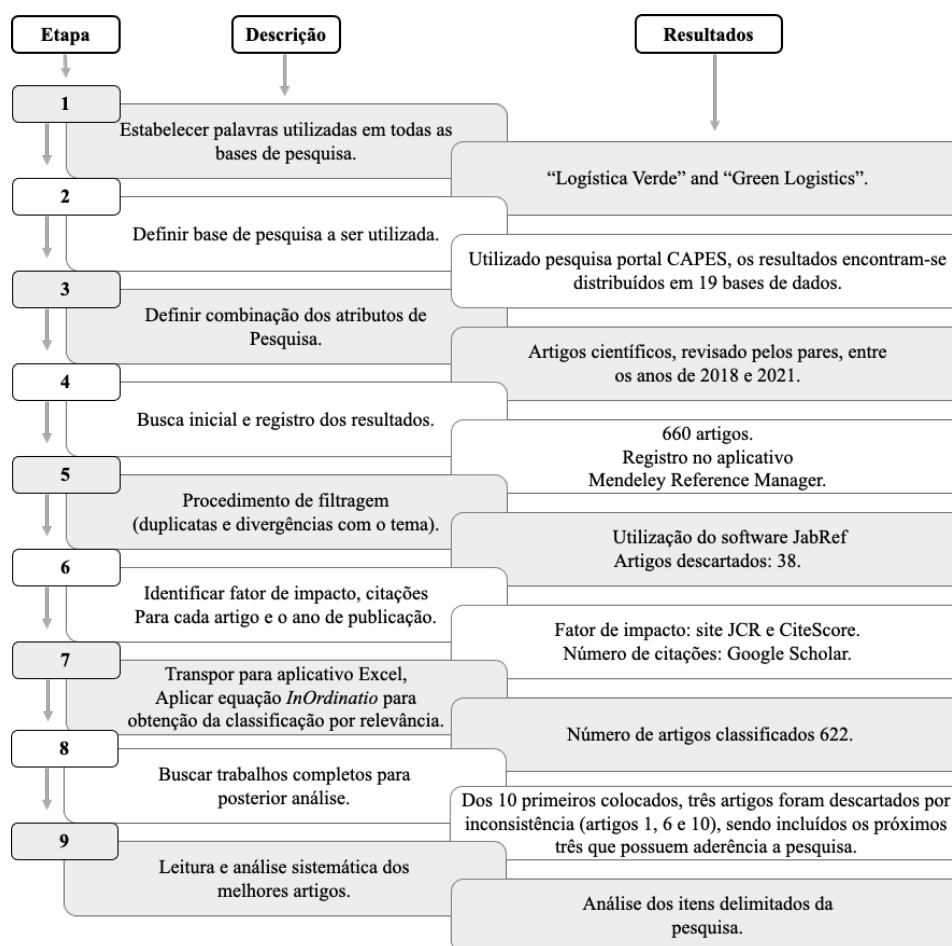 Etapa
Descrição
Resultados
1
Estabelecer palavras utilizadas em todas as
bases de pesquisa.
“Logística Verde” and “Green Logistics”.
2
Definir base de pesquisa a ser utilizada.
Utilizado pesquisa portal CAPES, os resultados encontram-se
distribuídos em 19 bases de dados.
3
Definir combinação dos atributos de
Pesquisa.
Artigos científicos, revisado pelos pares, entre
os anos de 2018 e 2021.
4
Busca inicial e registro dos resultados.
660 artigos.
Registro no aplicativo
Mendeley Reference Manager.
5
Procedimento de filtragem
(duplicatas e divergências com o tema).
Utilização do software JabRef
Artigos descartados: 38.
6
Identificar fator de impacto, citações
Para cada artigo e o ano de publicação.
Fator de impacto: site JCR e CiteScore.
Número de citações: Google Scholar.
7
Transpor para aplicativo Excel,
Aplicar equação InOrdinatio para
obtenção da classificação por relevância.
Número de artigos classificados 622.
8
Buscar trabalhos completos para
posterior análise.
Dos 10 primeiros colocados, três artigos foram descartados por
inconsistência (artigos 1, 6 e 10), sendo incluídos os próximos
três que possuem aderência a pesquisa.
9
Leitura e análise sistemática dos
melhores artigos.
Análise dos itens delimitados da
pesquisa.